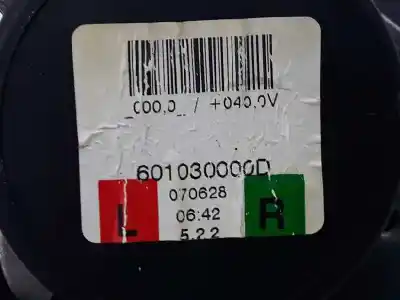 000,0 / +040,0V
601030000D
070628
L 06:42 R
5.2.2